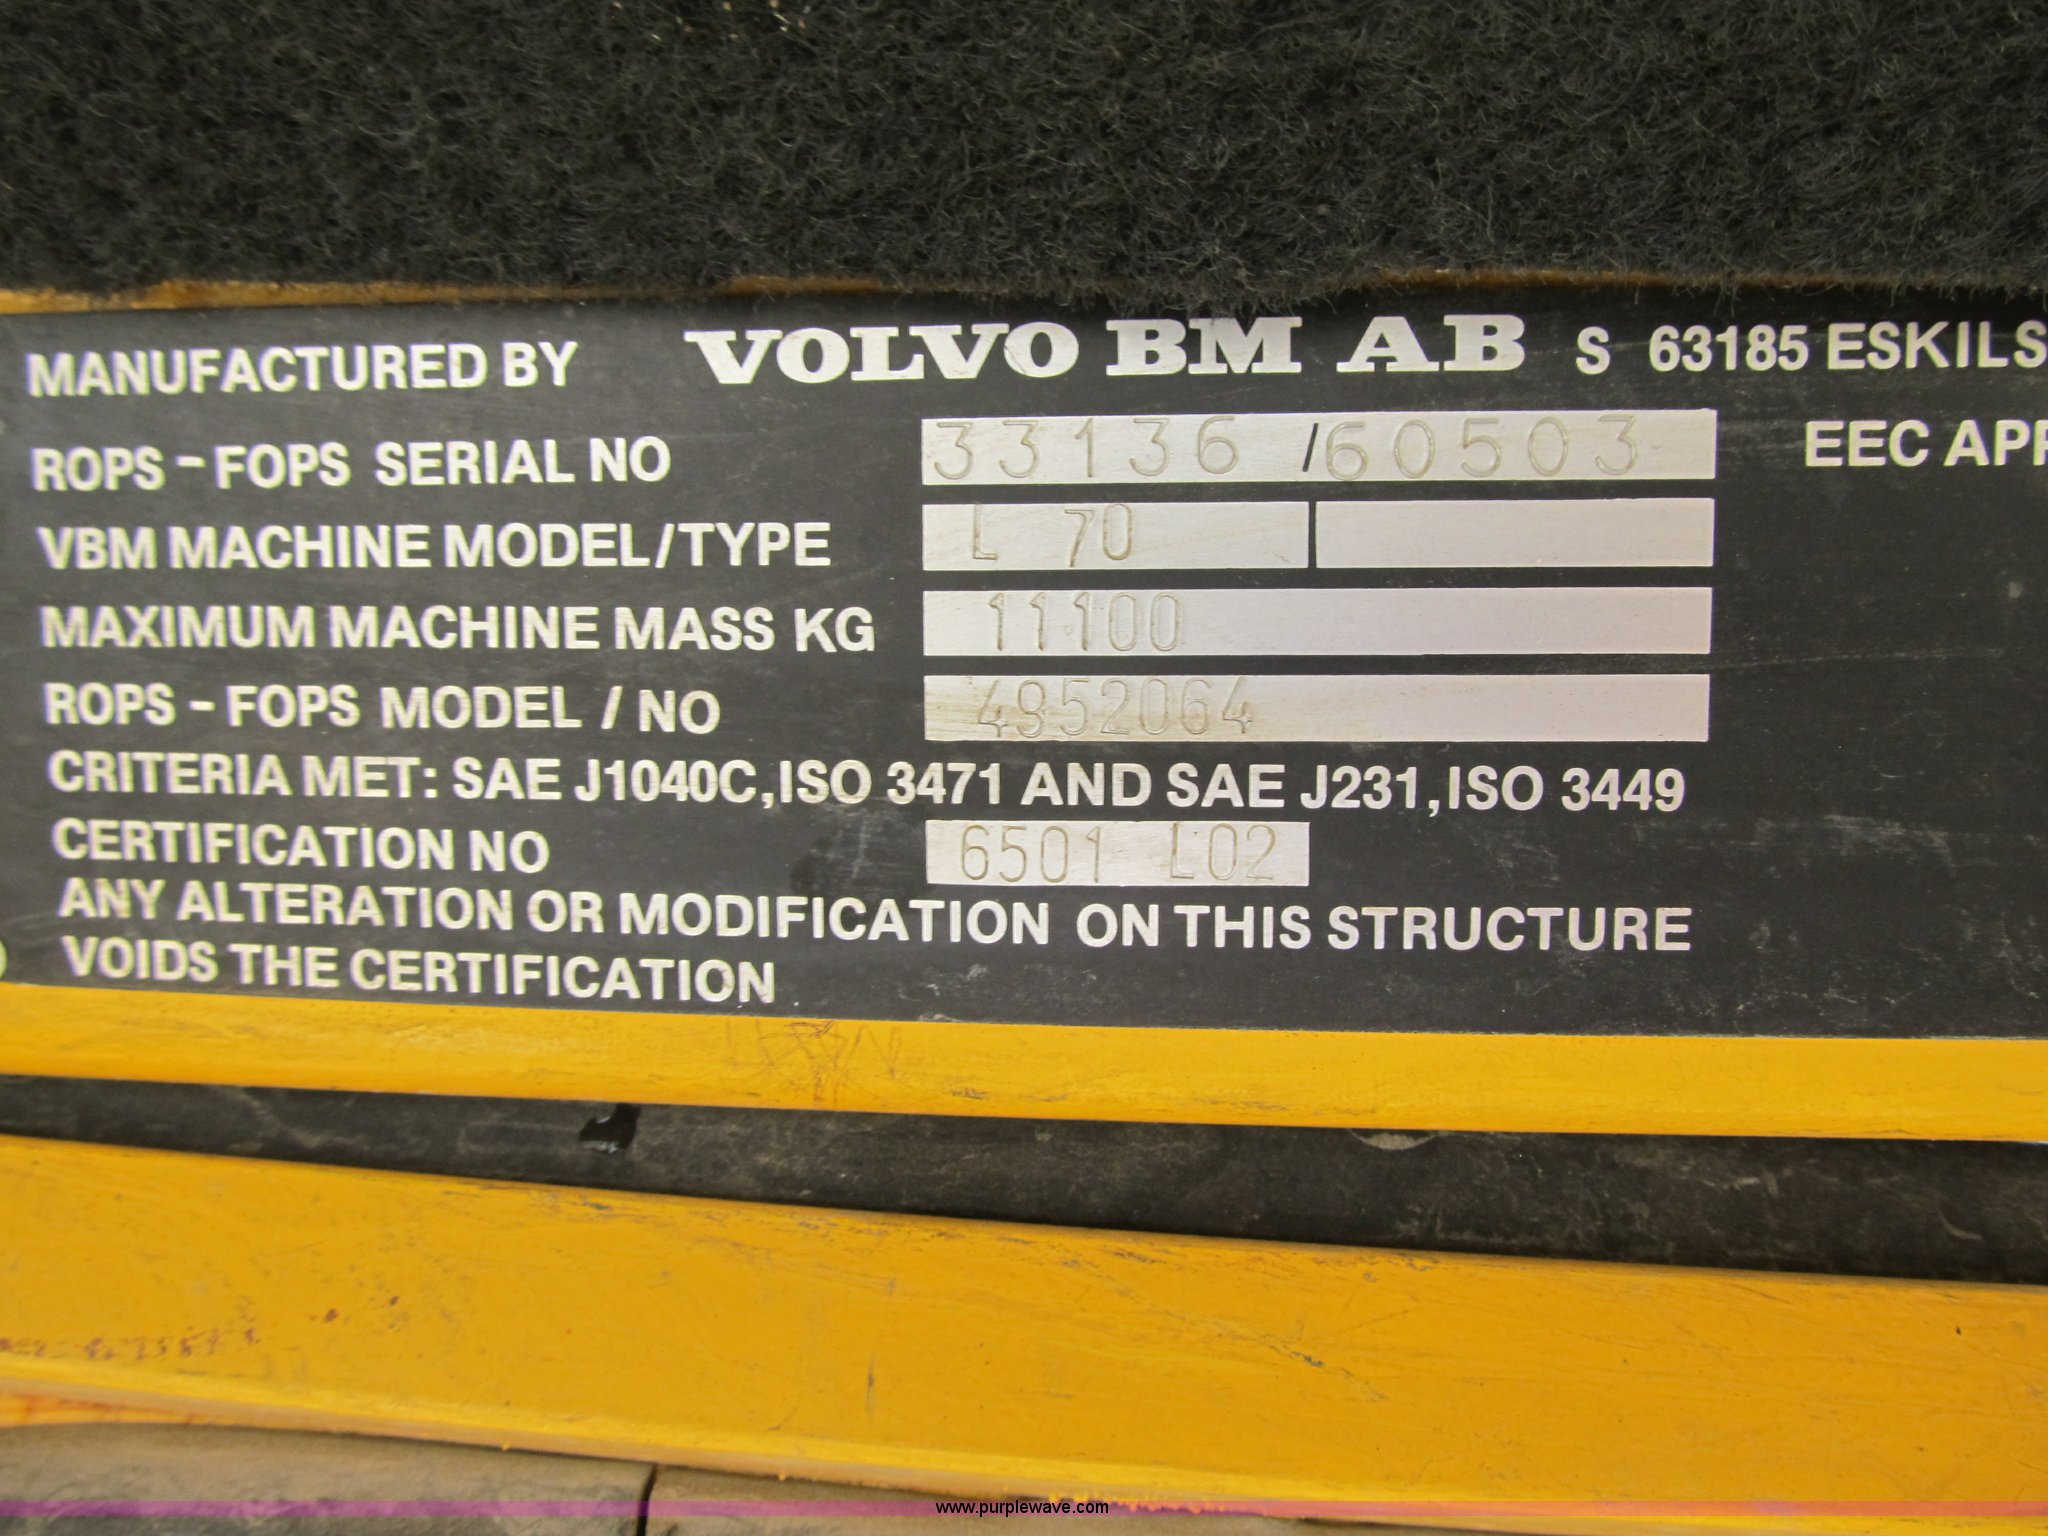 MANUFACTURED BY VOLVO BM AB S 63185 ESKILS
ROPS - FOPS SERIAL NO 33136 /60503 EEC APP
VBM MACHINE MODEL/TYPE L 70
MAXIMUM MACHINE MASS KG 11100
ROPS - FOPS MODEL / NO 4952064
CRITERIA MET: SAE J1040C, ISO 3471 AND SAE J231, ISO 3449
CERTIFICATION NO 6501 L02
ANY ALTERATION OR MODIFICATION ON THIS STRUCTURE
VOIDS THE CERTIFICATION
www.purplewave.com